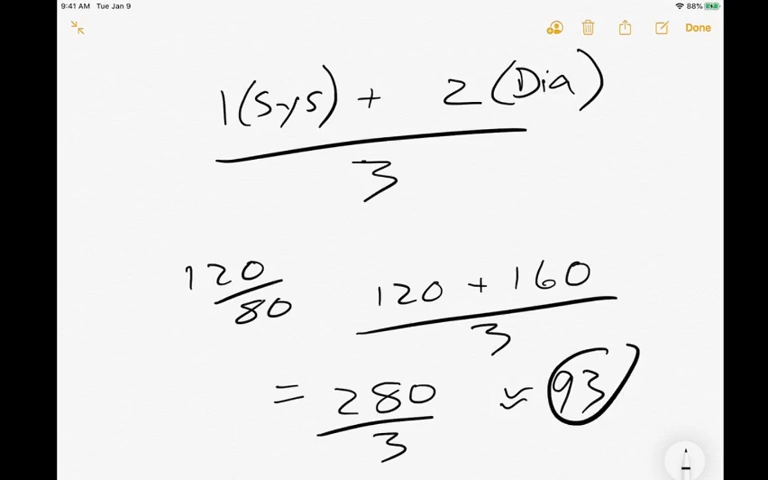 9:41 AM Tue Jan 9 88%
Done
1(Sys) + 2(Dia)
3
120 120 + 160
80 3
= 280 ≈ 93
3